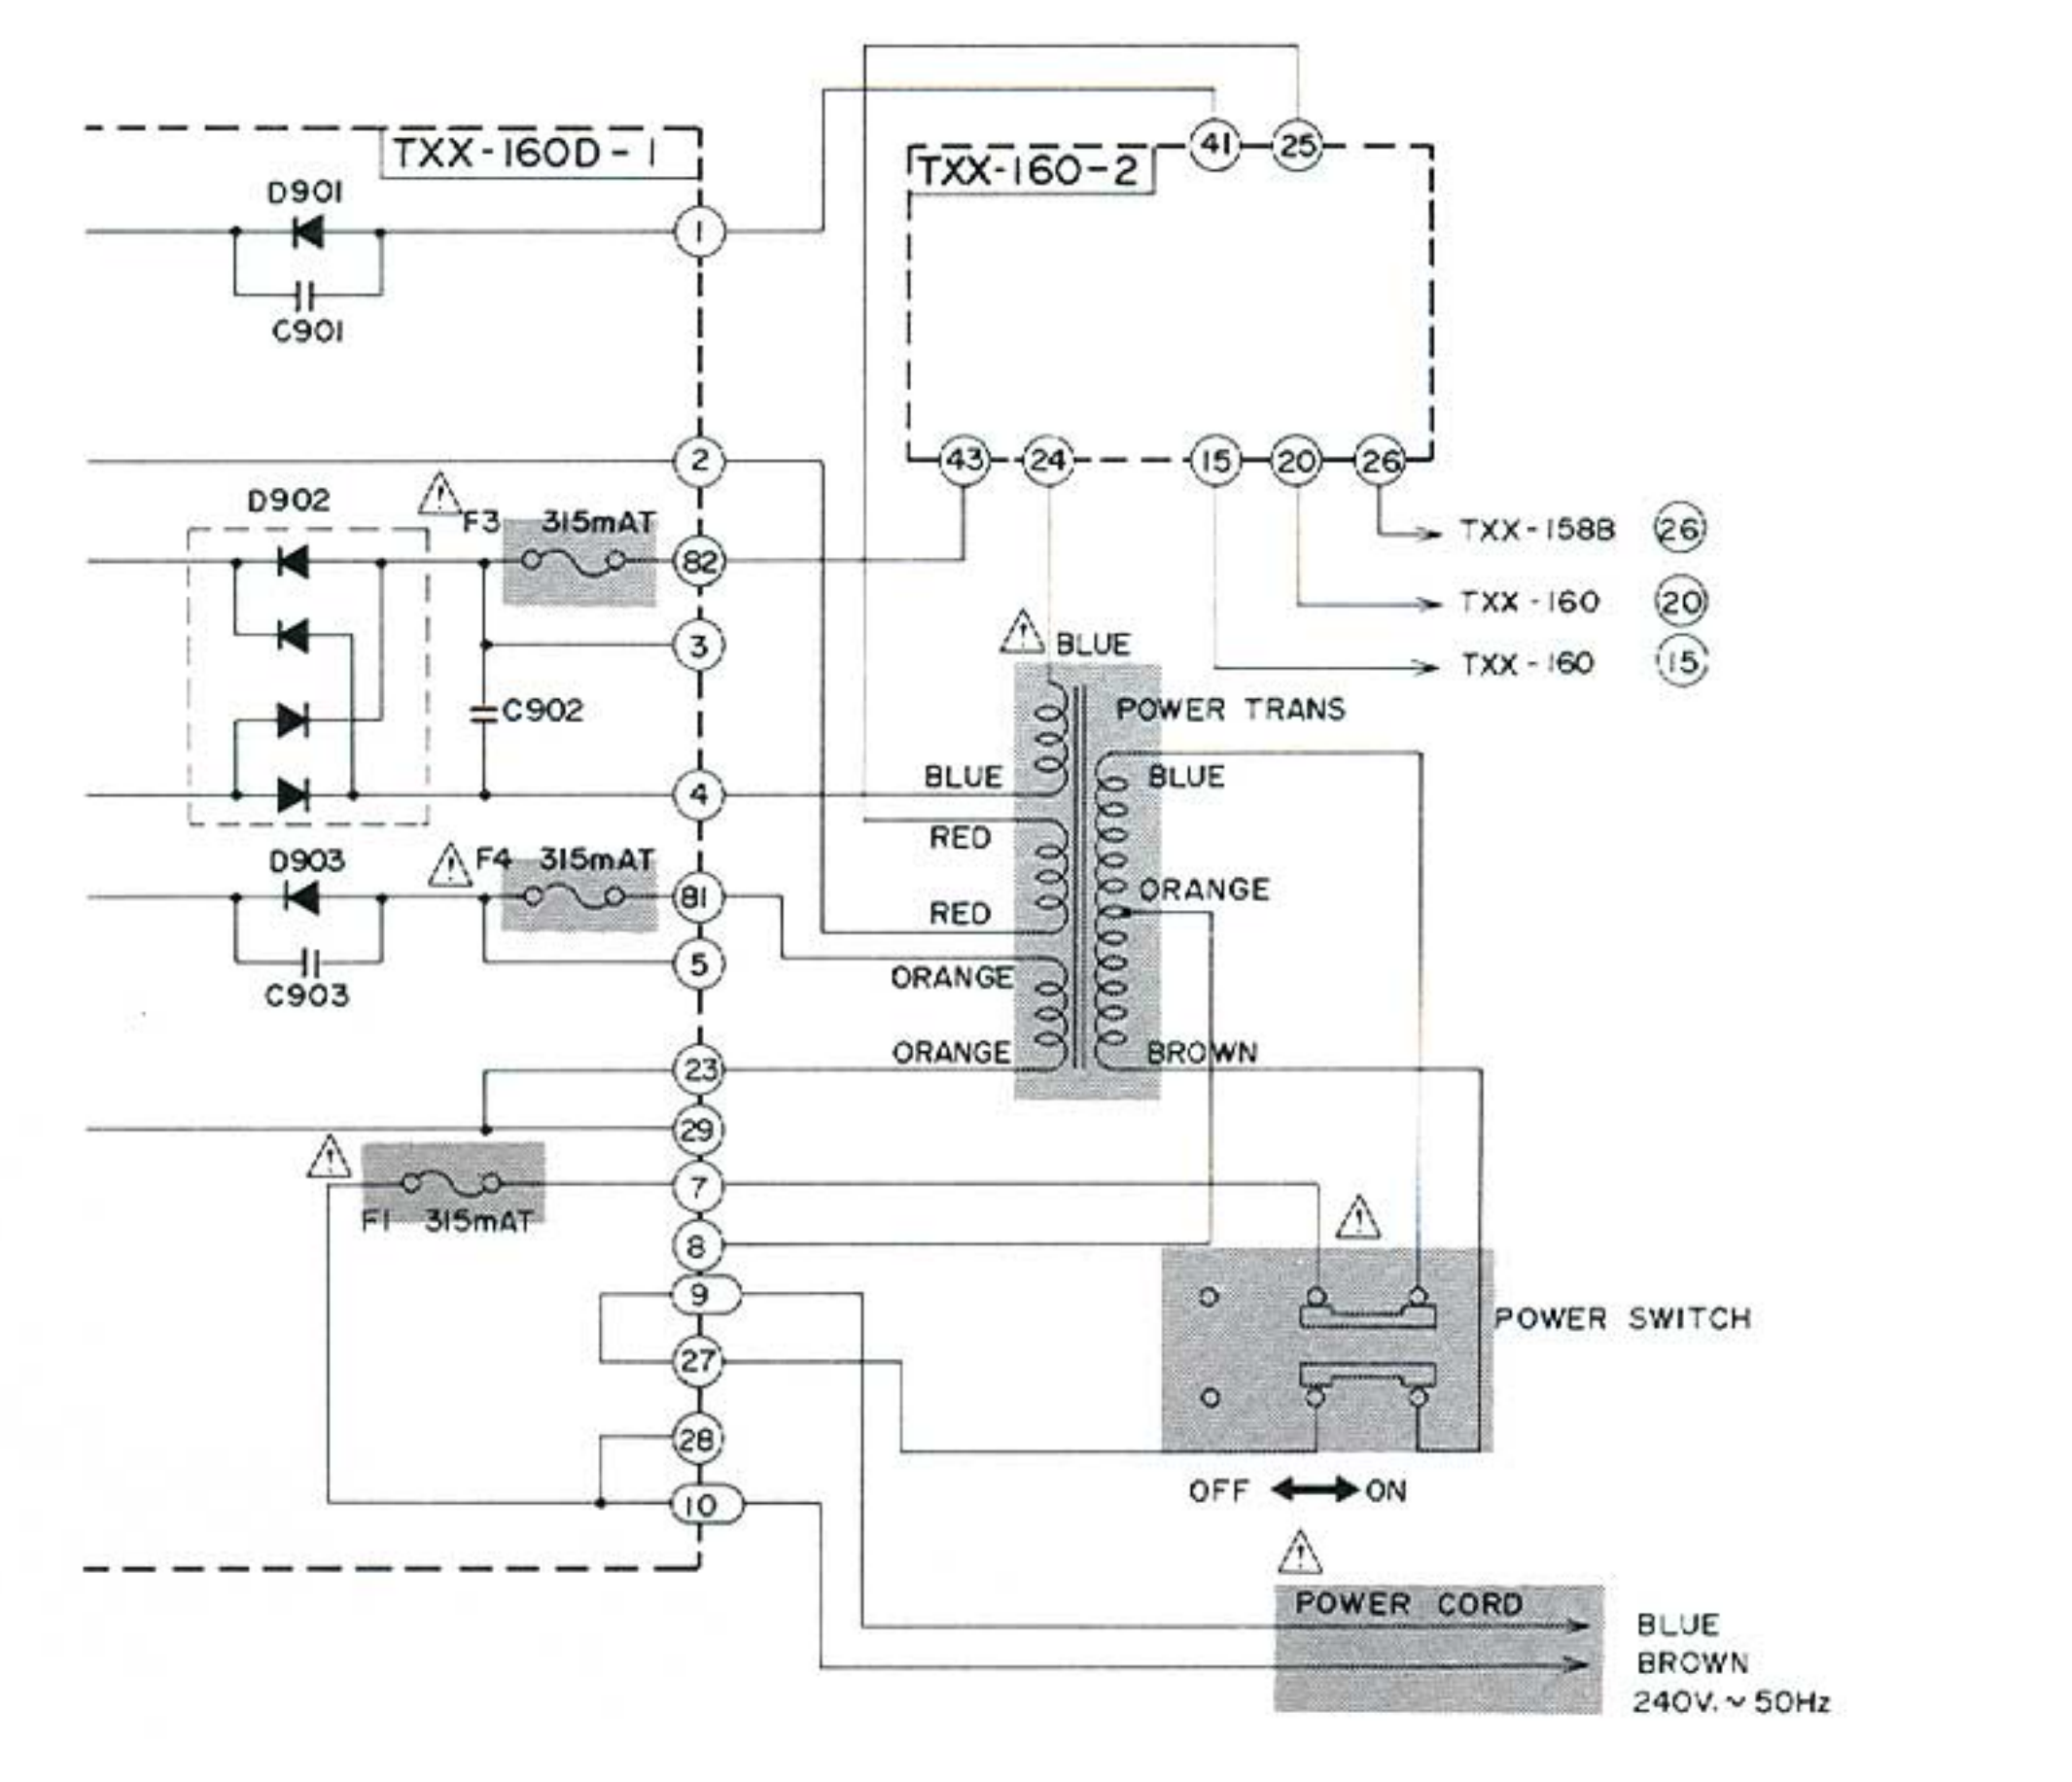 TXX-160D-1
D901
1
C901
TXX-160-2
41
25
2
43
24
15
20
26
D902
F3 315mAT
82
TXX-158B 26
TXX-160 20
TXX-160 15
3
BLUE
C902
POWER TRANS
BLUE
BLUE
4
RED
D903
F4 315mAT
81
RED
ORANGE
5
ORANGE
C903
23
ORANGE
BROWN
29
7
F1 315mAT
8
9
POWER SWITCH
27
28
10
OFF ON
POWER CORD
BLUE
BROWN
240V.~50Hz